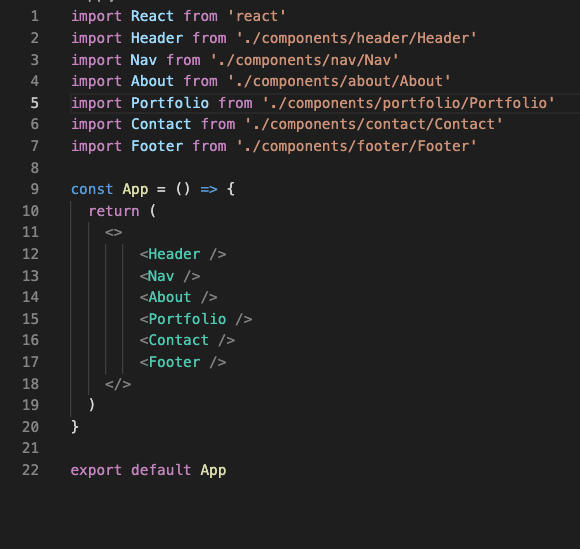 1 import React from 'react'
2 import Header from './components/header/Header'
3 import Nav from './components/nav/Nav'
4 import About from './components/about/About'
5 import Portfolio from './components/portfolio/Portfolio'
6 import Contact from './components/contact/Contact'
7 import Footer from './components/footer/Footer'
8
9 const App = () => {
10   return (
11     <>
12         <Header />
13         <Nav />
14         <About />
15         <Portfolio />
16         <Contact />
17         <Footer />
18     </>
19   )
20 }
21
22 export default App